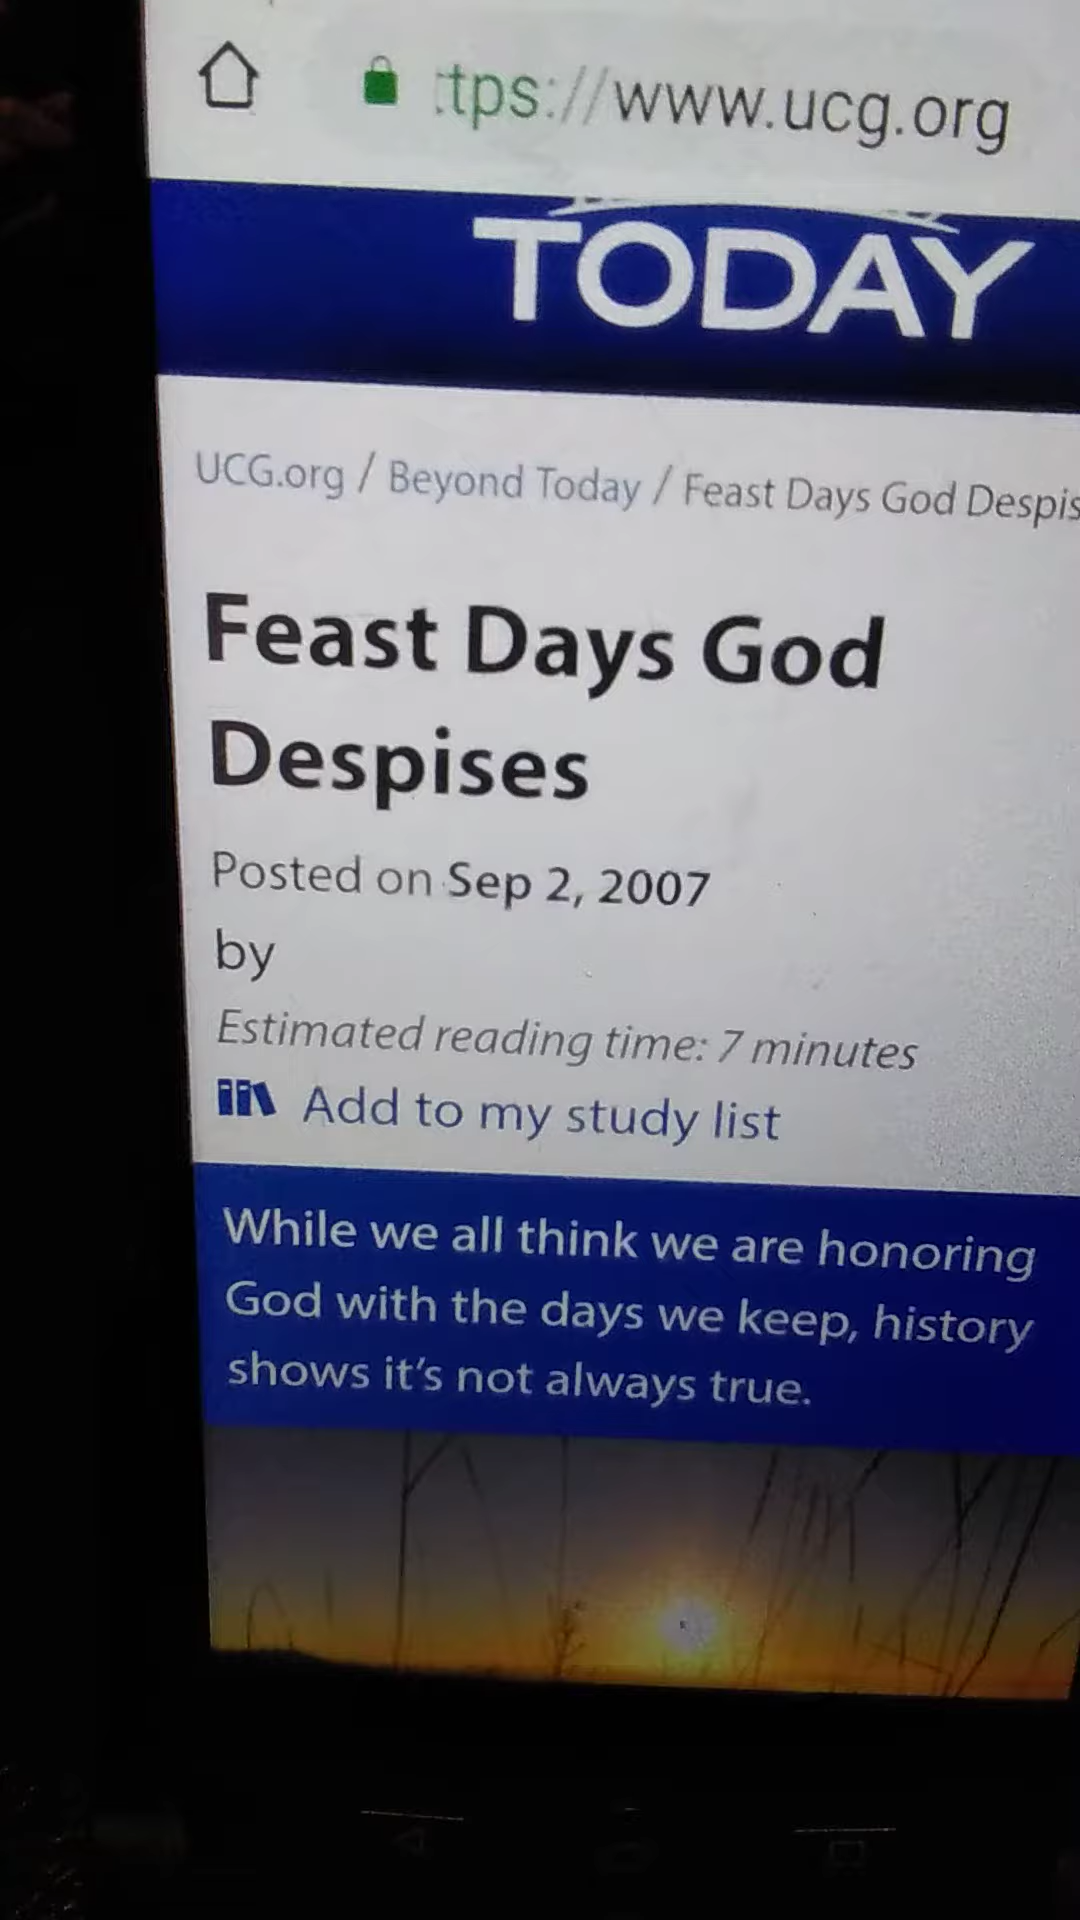 :tps://www.ucg.org
TODAY
UCG.org / Beyond Today / Feast Days God Despis
Feast Days God
Despises
Posted on Sep 2, 2007
by
Estimated reading time: 7 minutes
Add to my study list
While we all think we are honoring
God with the days we keep, history
shows it's not always true.